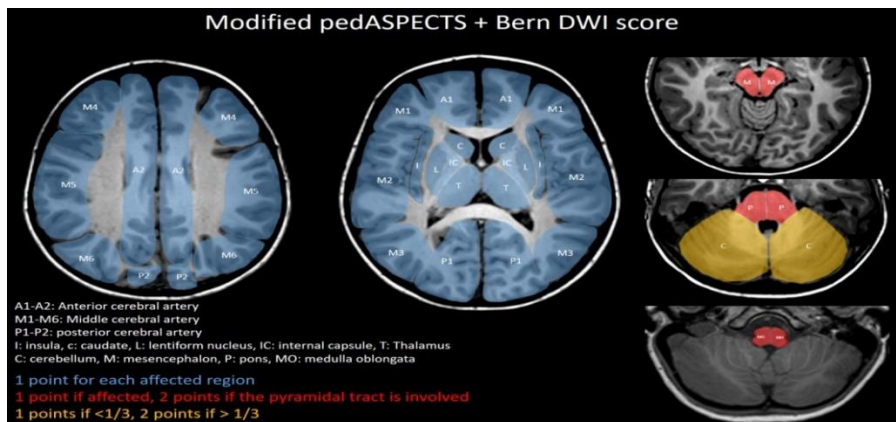 Modified pedASPECTS + Bern DWI score
M4 M4
A2 A2
M5 M5
M6 M6
P2 P2
A1 A1
M1 M1
C C
IC IC
I L L I
M2 M2
T T
M3 M3
P1 P1
M M
P P
C C
MO MO
A1-A2: Anterior cerebral artery
M1-M6: Middle cerebral artery
P1-P2: posterior cerebral artery
I: insula, c: caudate, L: lentiform nucleus, IC: internal capsule, T: Thalamus
C: cerebellum, M: mesencephalon, P: pons, MO: medulla oblongata
1 point for each affected region
1 point if affected, 2 points if the pyramidal tract is involved
1 points if <1/3, 2 points if > 1/3